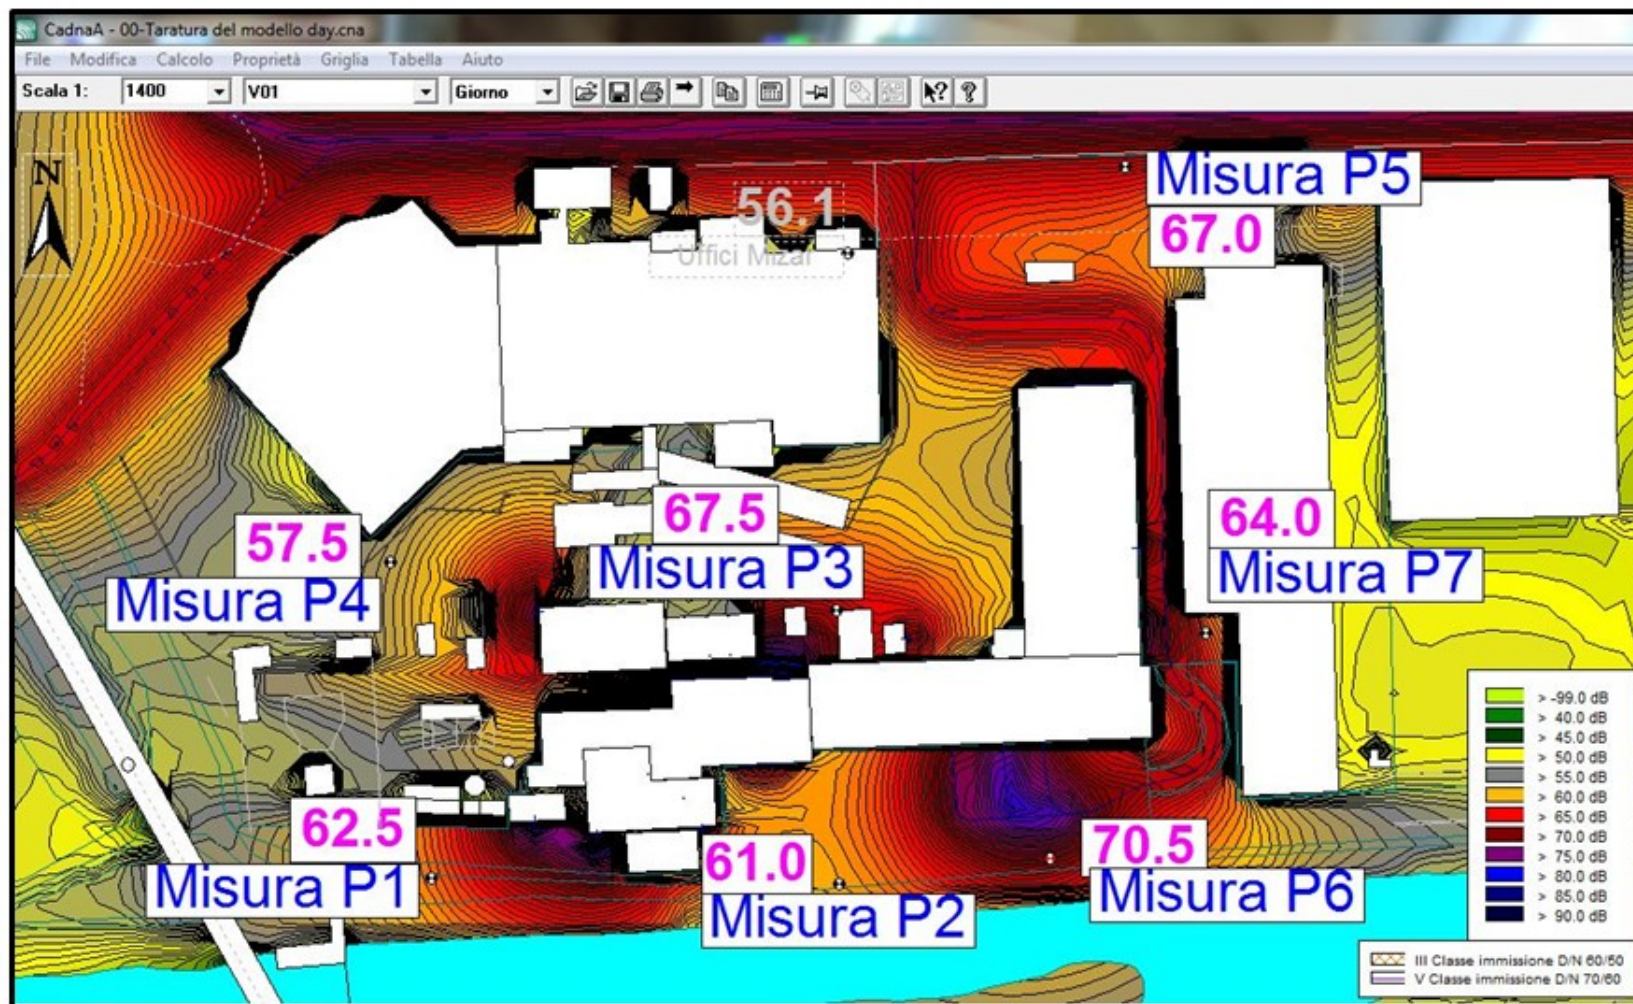 CadnaA - 00-Taratura del modello day.cna
File Modifica Calcolo Proprietà Griglia Tabella Aiuto
Scala 1: 1400 V01 Giorno
N
56.1
Uffici Mizar
Misura P5
67.0
57.5
Misura P4
67.5
Misura P3
64.0
Misura P7
62.5
Misura P1
61.0
Misura P2
70.5
Misura P6
> -99.0 dB
> 40.0 dB
> 45.0 dB
> 50.0 dB
> 55.0 dB
> 60.0 dB
> 65.0 dB
> 70.0 dB
> 75.0 dB
> 80.0 dB
> 85.0 dB
> 90.0 dB
III Classe immissione D/N 60/50
V Classe immissione D/N 70/60